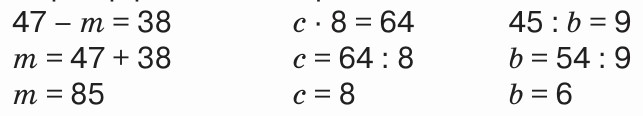 47 − m = 38
m = 47 + 38
m = 85
c · 8 = 64
c = 64 : 8
c = 8
45 : b = 9
b = 54 : 9
b = 6